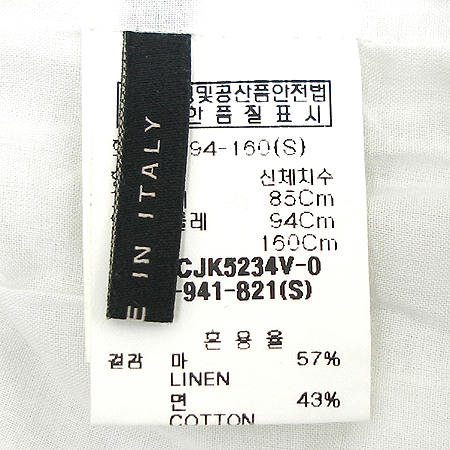 E IN ITALY
및공산품안전법
한 품 질 표 시
94-160(S)
신체치수
85Cm
레 94Cm
160Cm
CJK5234V-0
-941-821(S)
혼 용 율
겉감 마 57%
LINEN
면 43%
COTTON